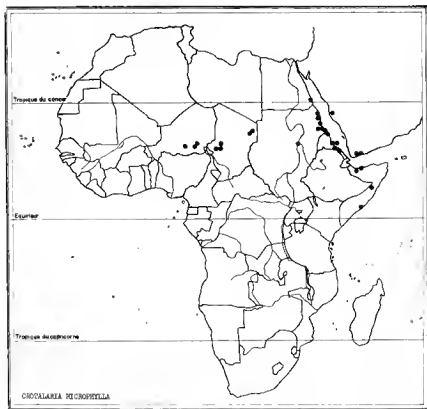 Tropique du cancer
Equateur
Tropique du capricorne
CROTALARIA MICROPHYLLA